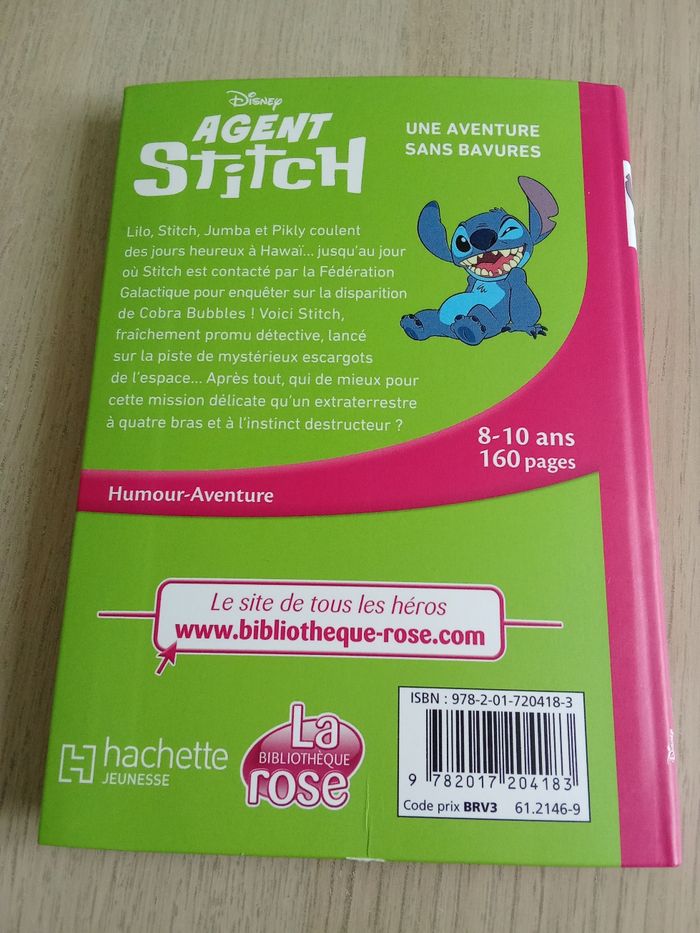 Disney
AGENT
StitCH
UNE AVENTURE
SANS BAVURES
Lilo, Stitch, Jumba et Pikly coulent
des jours heureux à Hawaï... jusqu'au jour
où Stitch est contacté par la Fédération
Galactique pour enquêter sur la disparition
de Cobra Bubbles ! Voici Stitch,
fraîchement promu détective, lancé
sur la piste de mystérieux escargots
de l'espace... Après tout, qui de mieux pour
cette mission délicate qu'un extraterrestre
à quatre bras et à l'instinct destructeur ?
8-10 ans
160 pages
Humour-Aventure
Le site de tous les héros
www.bibliotheque-rose.com
hachette
JEUNESSE
La
BIBLIOTHÈQUE
rose
ISBN : 978-2-01-720418-3
9 782017 204183
Code prix BRV3 61.2146-9
Disney